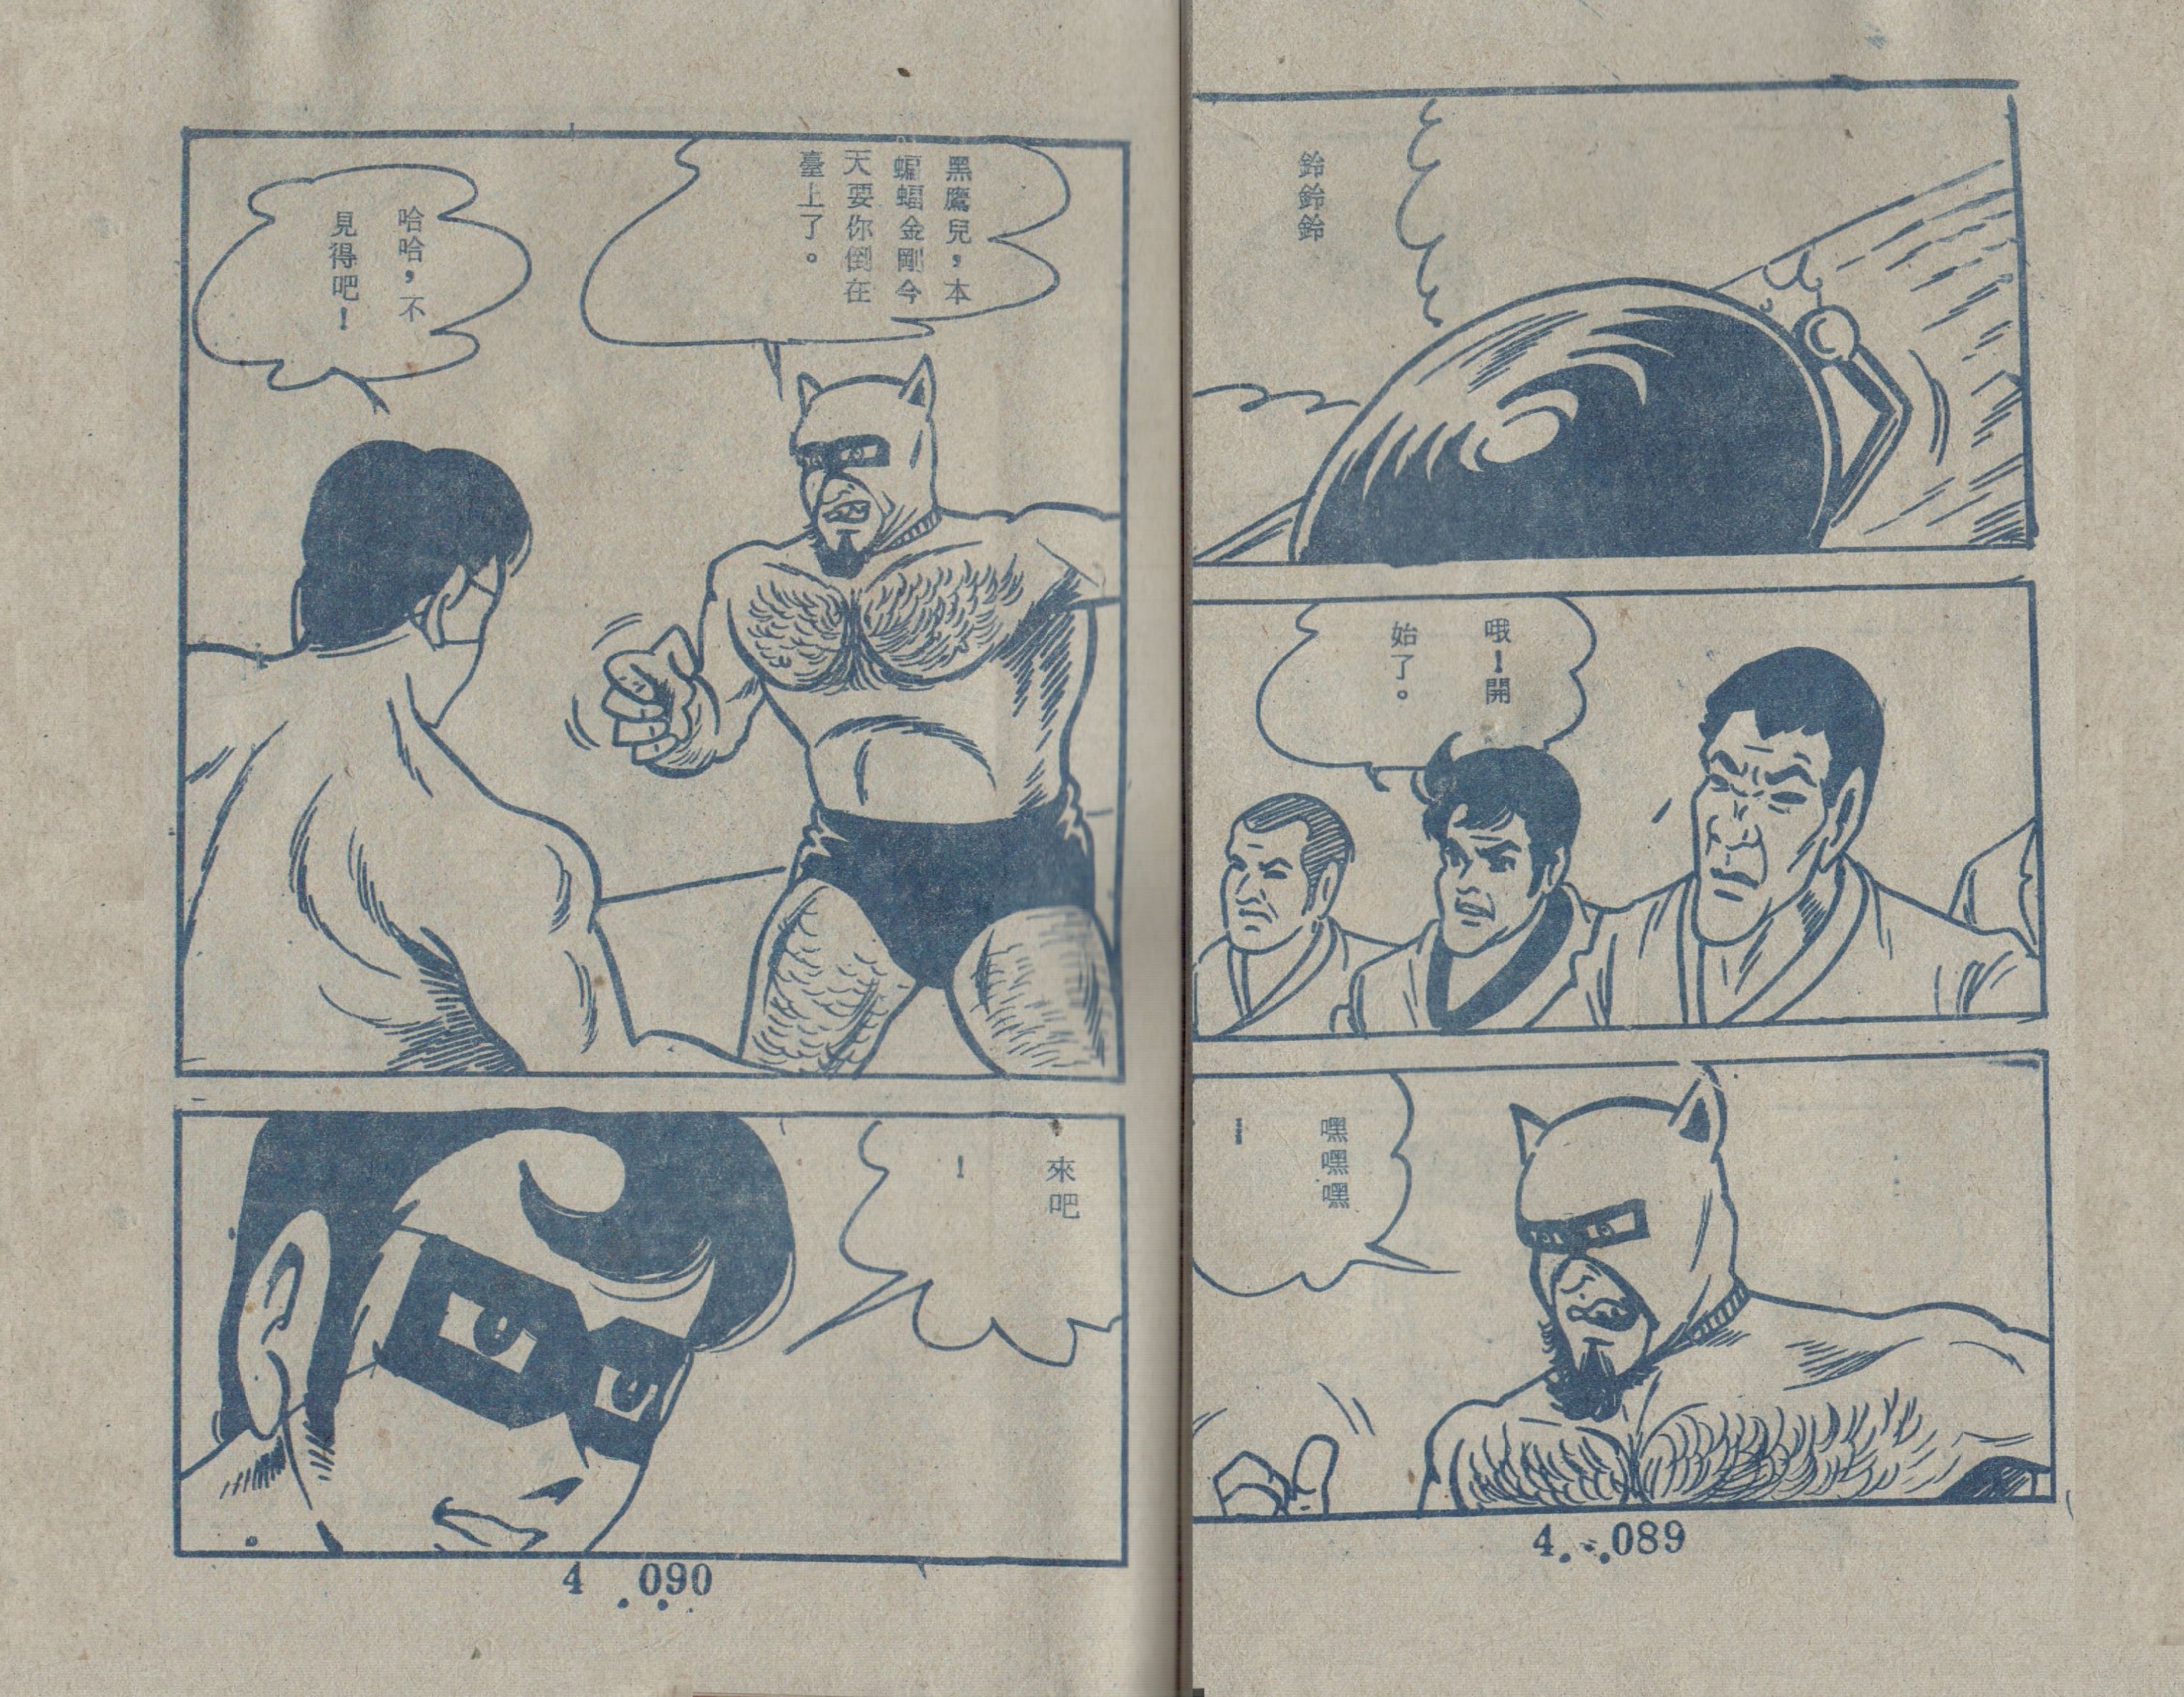 鈴鈴鈴
哦！開
始了。
嘿嘿嘿
┇
4 089
黑鷹兒，本
蝙蝠金剛今
天要你倒在
臺上了。
哈哈，不
見得吧！
來吧
！
4 090